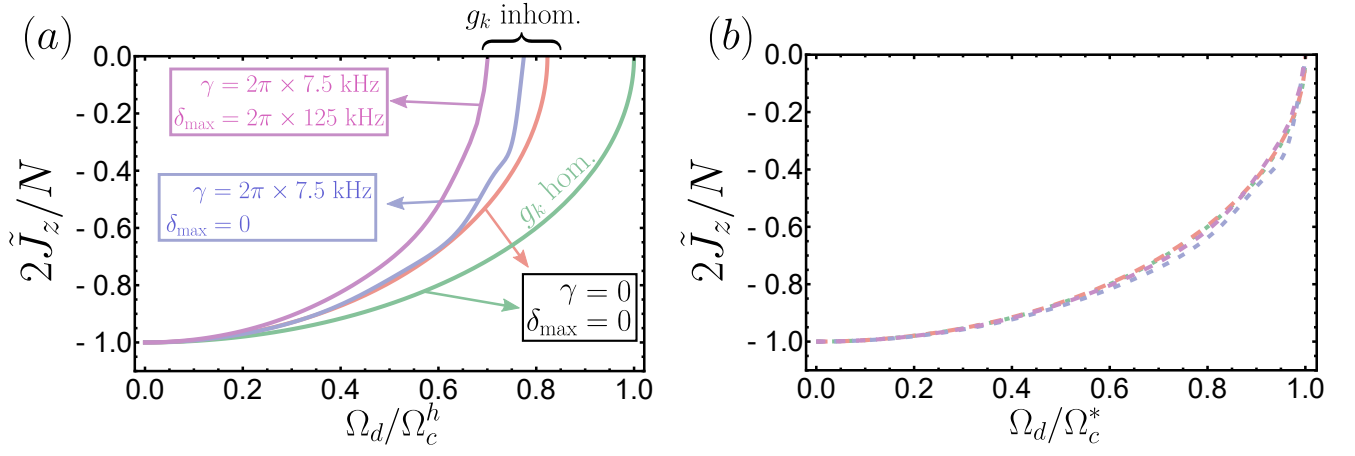 (a)
g_k inhom.
0.0
- 0.2
- 0.4
- 0.6
- 0.8
- 1.0
2J̃_z/N
γ = 2π × 7.5 kHz
δ_max = 2π × 125 kHz
γ = 2π × 7.5 kHz
δ_max = 0
g_k hom.
γ = 0
δ_max = 0
0.0 0.2 0.4 0.6 0.8 1.0
Ω_d/Ω_c^h
(b)
0.0
- 0.2
- 0.4
- 0.6
- 0.8
- 1.0
2J̃_z/N
0.0 0.2 0.4 0.6 0.8 1.0
Ω_d/Ω_c^*